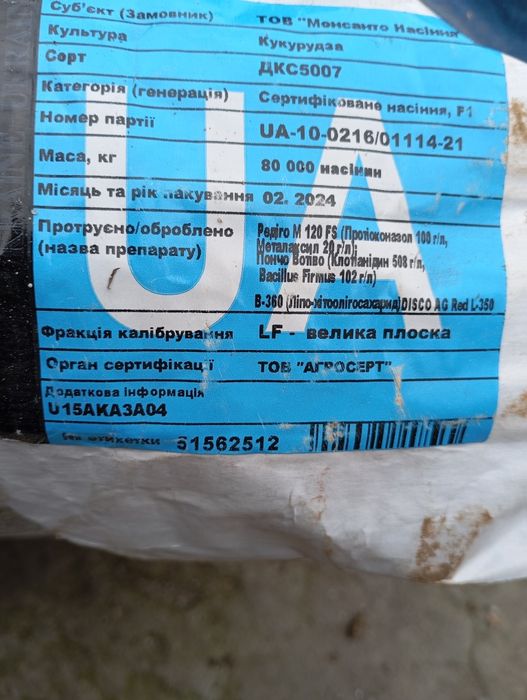 Суб'єкт (Замовник) ТОВ "Монсанто Насіння"
Культура Кукурудза
Сорт ДКС5007
Категорія (генерація) Сертифіковане насіння, F1
Номер партії UA-10-0216/01114-21
Маса, кг 80 000 насінин
Місяць та рік пакування 02. 2024
Протруєно/оброблено (назва препарату) Редіго М 120 FS (Протіоконазол 100 г/л,
Металаксил 20 г/л);
Пончо Вотіво (Клотіанідин 508 г/л,
Bacillus Firmus 102 г/л)
B-360 (Ліпо-хітоолігосахарид) DISCO AG Red L-350
Фракція калібрування LF - велика плоска
Орган сертифікації ТОВ "АГРОСЕРТ"
Додаткова інформація
U15AKA3A04
етикетки 51562512
UA